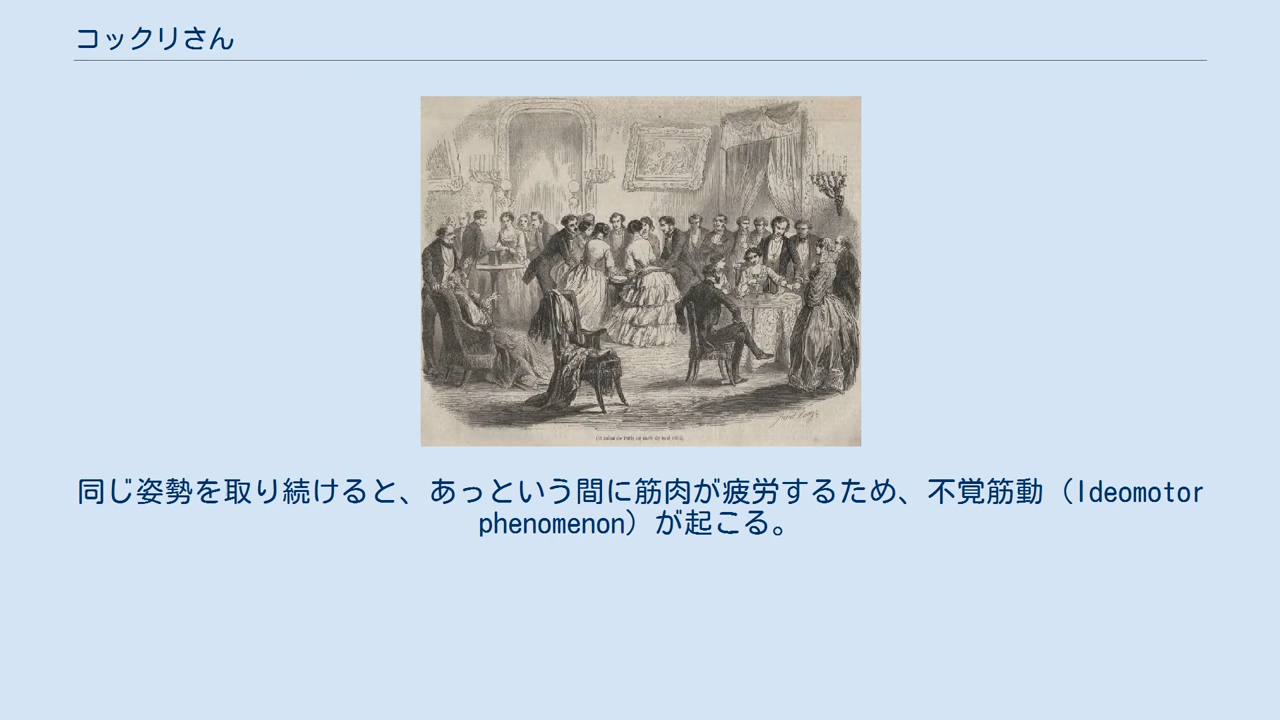 コックリさん
同じ姿勢を取り続けると、あっという間に筋肉が疲労するため、不覚筋動（Ideomotor
phenomenon）が起こる。